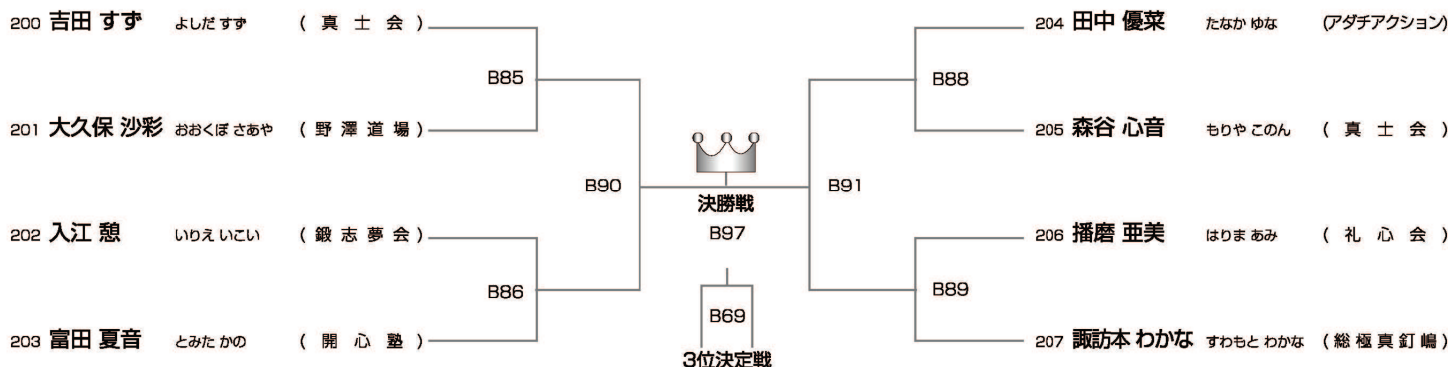 200 吉田 すず よしだ すず (真士会)
B85
201 大久保 沙彩 おおくぼ さあや (野澤道場)
B90
202 入江 憩 いりえ いこい (鍛志夢会)
B86
203 富田 夏音 とみた かの (開心塾)
決勝戦
B97
B69
3位決定戦
204 田中 優菜 たなか ゆな (アダチアクション)
B88
205 森谷 心音 もりや このん (真士会)
B91
206 播磨 亜美 はりま あみ (礼心会)
B89
207 諏訪本 わかな すわもと わかな (総極真釘嶋)